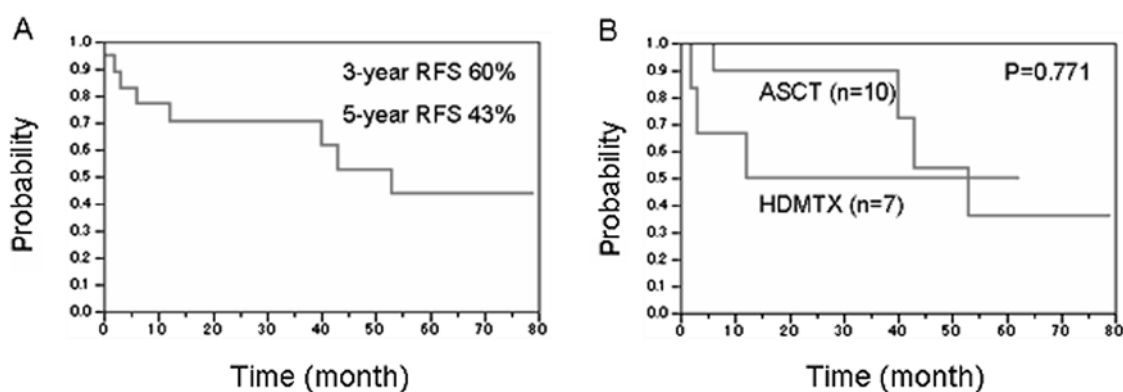 A
Probability
1.0
0.9
0.8
0.7
0.6
0.5
0.4
0.3
0.2
0.1
0.0
3-year RFS 60%
5-year RFS 43%
0 10 20 30 40 50 60 70 80
Time (month)
B
Probability
1.0
0.9
0.8
0.7
0.6
0.5
0.4
0.3
0.2
0.1
0.0
P=0.771
ASCT (n=10)
HDMTX (n=7)
0 10 20 30 40 50 60 70 80
Time (month)